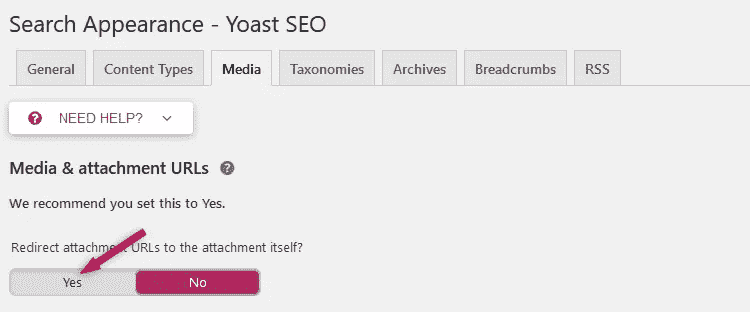 Search Appearance - Yoast SEO
General Content Types Media Taxonomies Archives Breadcrumbs RSS
NEED HELP?
Media & attachment URLs
We recommend you set this to Yes.
Redirect attachment URLs to the attachment itself?
Yes No